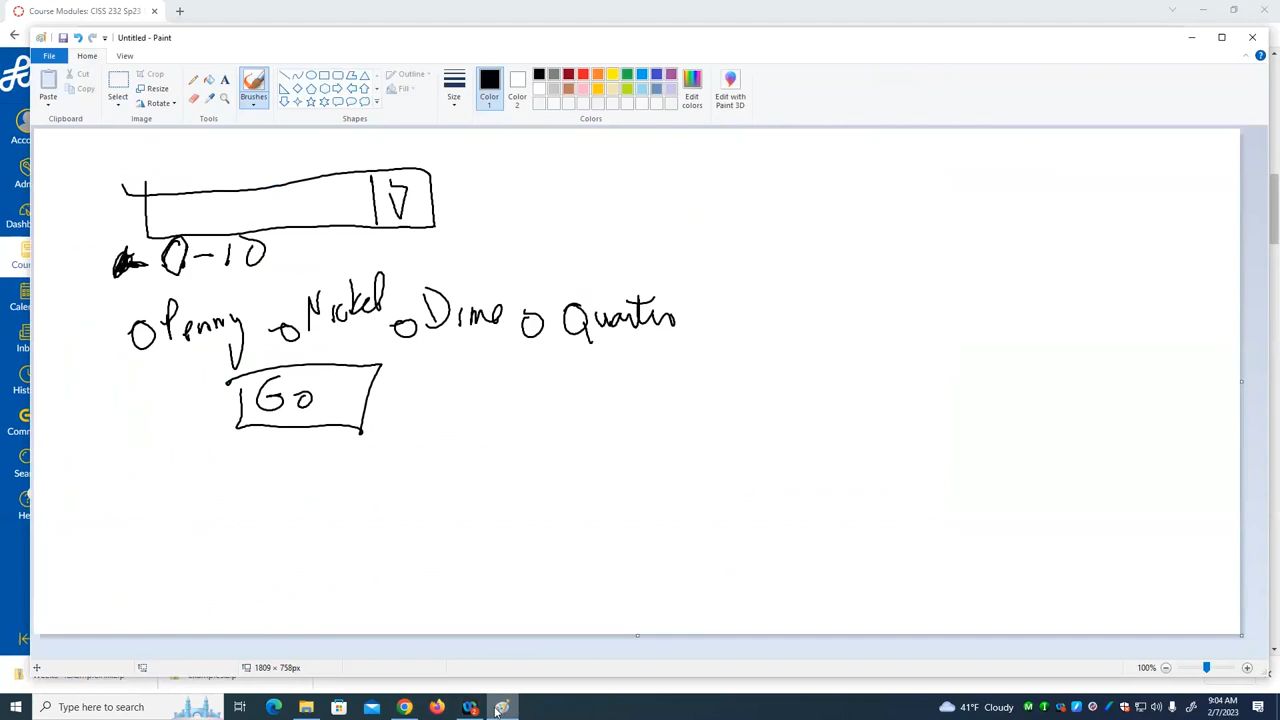 Course Modules: CISS 232 Sp23
Untitled - Paint
File Home View
Paste Cut Copy Select Crop Resize Rotate Brushes Outline Fill Size Color 1 Color 2 Edit colors Edit with Paint 3D
Clipboard Image Tools Shapes Colors
0-10
Penny Nickel Dime Quarter
Go
1809 × 758px 100%
Type here to search 41°F Cloudy 9:04 AM
2/7/2023